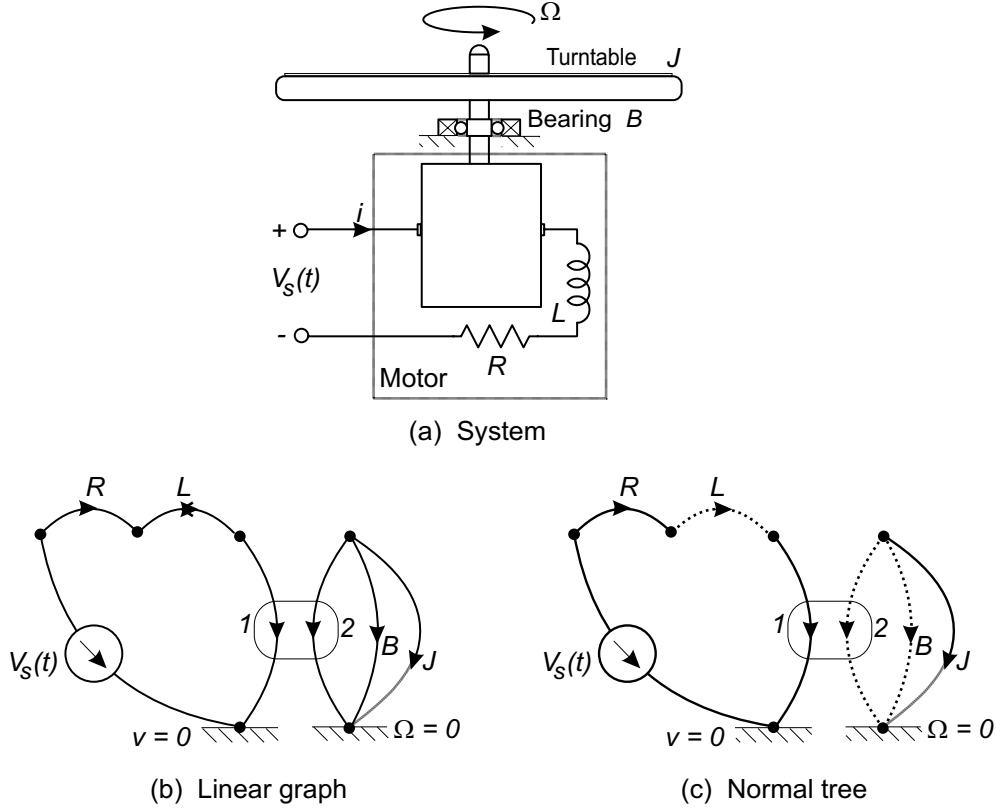 Ω
Turntable J
Bearing B
i
+
V_s(t)
-
L
R
Motor
(a) System
R L
1 2
V_s(t)
B
J
v = 0
Ω = 0
(b) Linear graph
R L
1 2
V_s(t)
B
J
v = 0
Ω = 0
(c) Normal tree